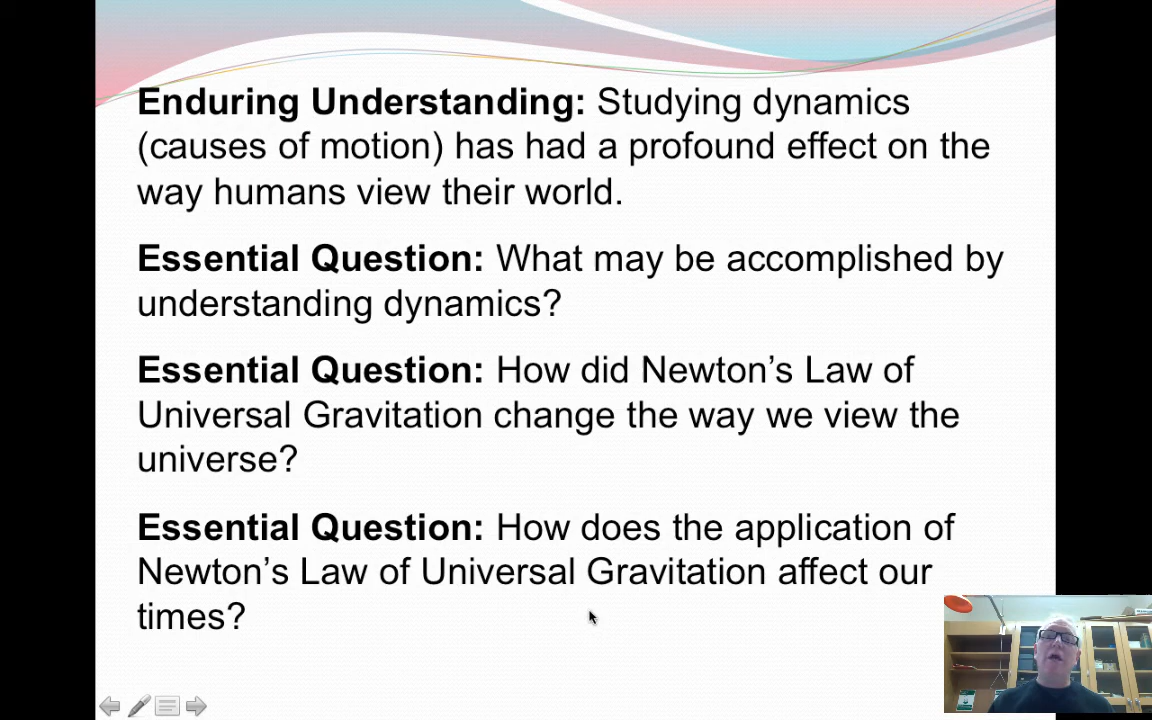 Enduring Understanding: Studying dynamics
(causes of motion) has had a profound effect on the
way humans view their world.
Essential Question: What may be accomplished by
understanding dynamics?
Essential Question: How did Newton’s Law of
Universal Gravitation change the way we view the
universe?
Essential Question: How does the application of
Newton’s Law of Universal Gravitation affect our
times?